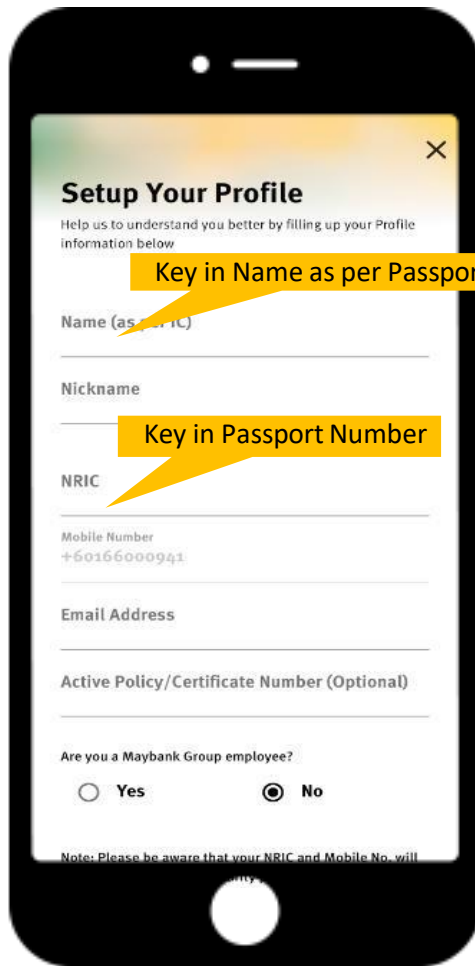 Setup Your Profile
Help us to understand you better by filling up your Profile
information below
Key in Name as per Passpor
Name (as per IC)
Nickname
Key in Passport Number
NRIC
Mobile Number
+60166000941
Email Address
Active Policy/Certificate Number (Optional)
Are you a Maybank Group employee?
Yes No
Note: Please be aware that your NRIC and Mobile No. will